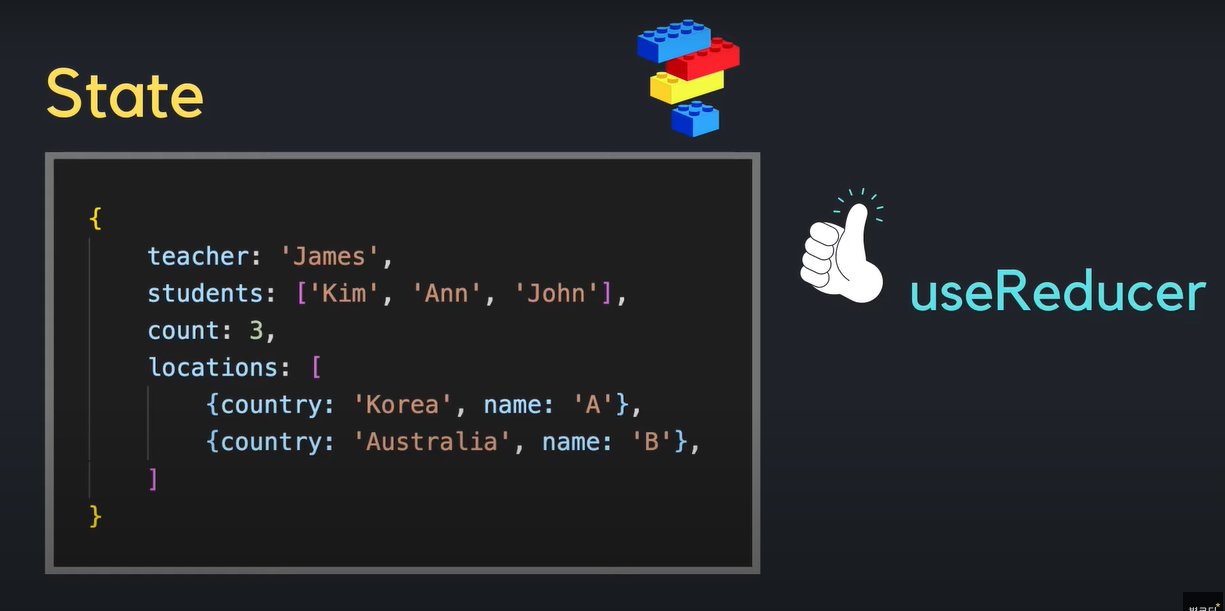 State
{
teacher: 'James',
students: ['Kim', 'Ann', 'John'],
count: 3,
locations: [
{country: 'Korea', name: 'A'},
{country: 'Australia', name: 'B'},
]
}
useReducer